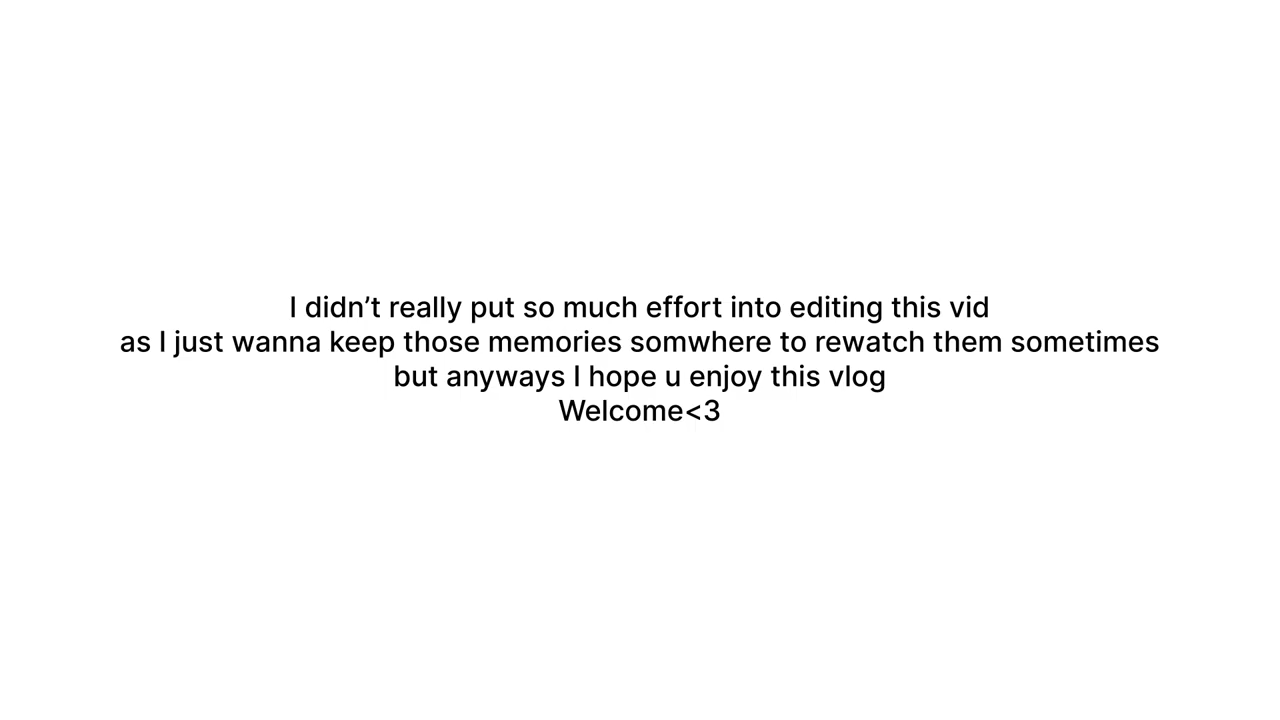 I didn’t really put so much effort into editing this vid
as I just wanna keep those memories somwhere to rewatch them sometimes
but anyways I hope u enjoy this vlog
Welcome<3